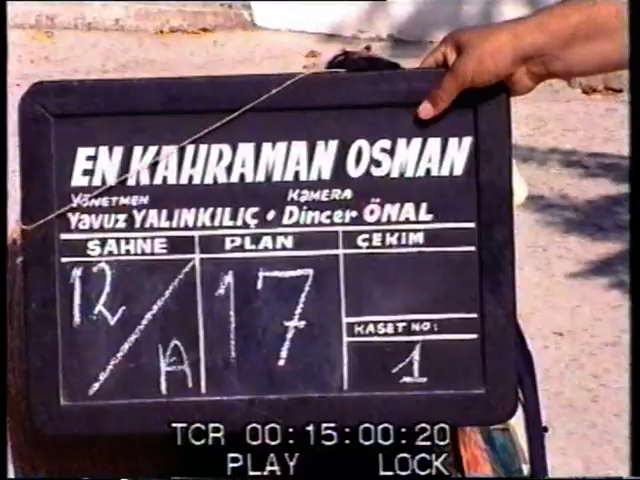 EN KAHRAMAN OSMAN
YÖNETMEN KAMERA
Yavuz YALINKILIÇ • Dincer ÖNAL
SAHNE PLAN ÇEKİM
12/A 17
KASET NO:
1
TCR 00:15:00:20
PLAY LOCK